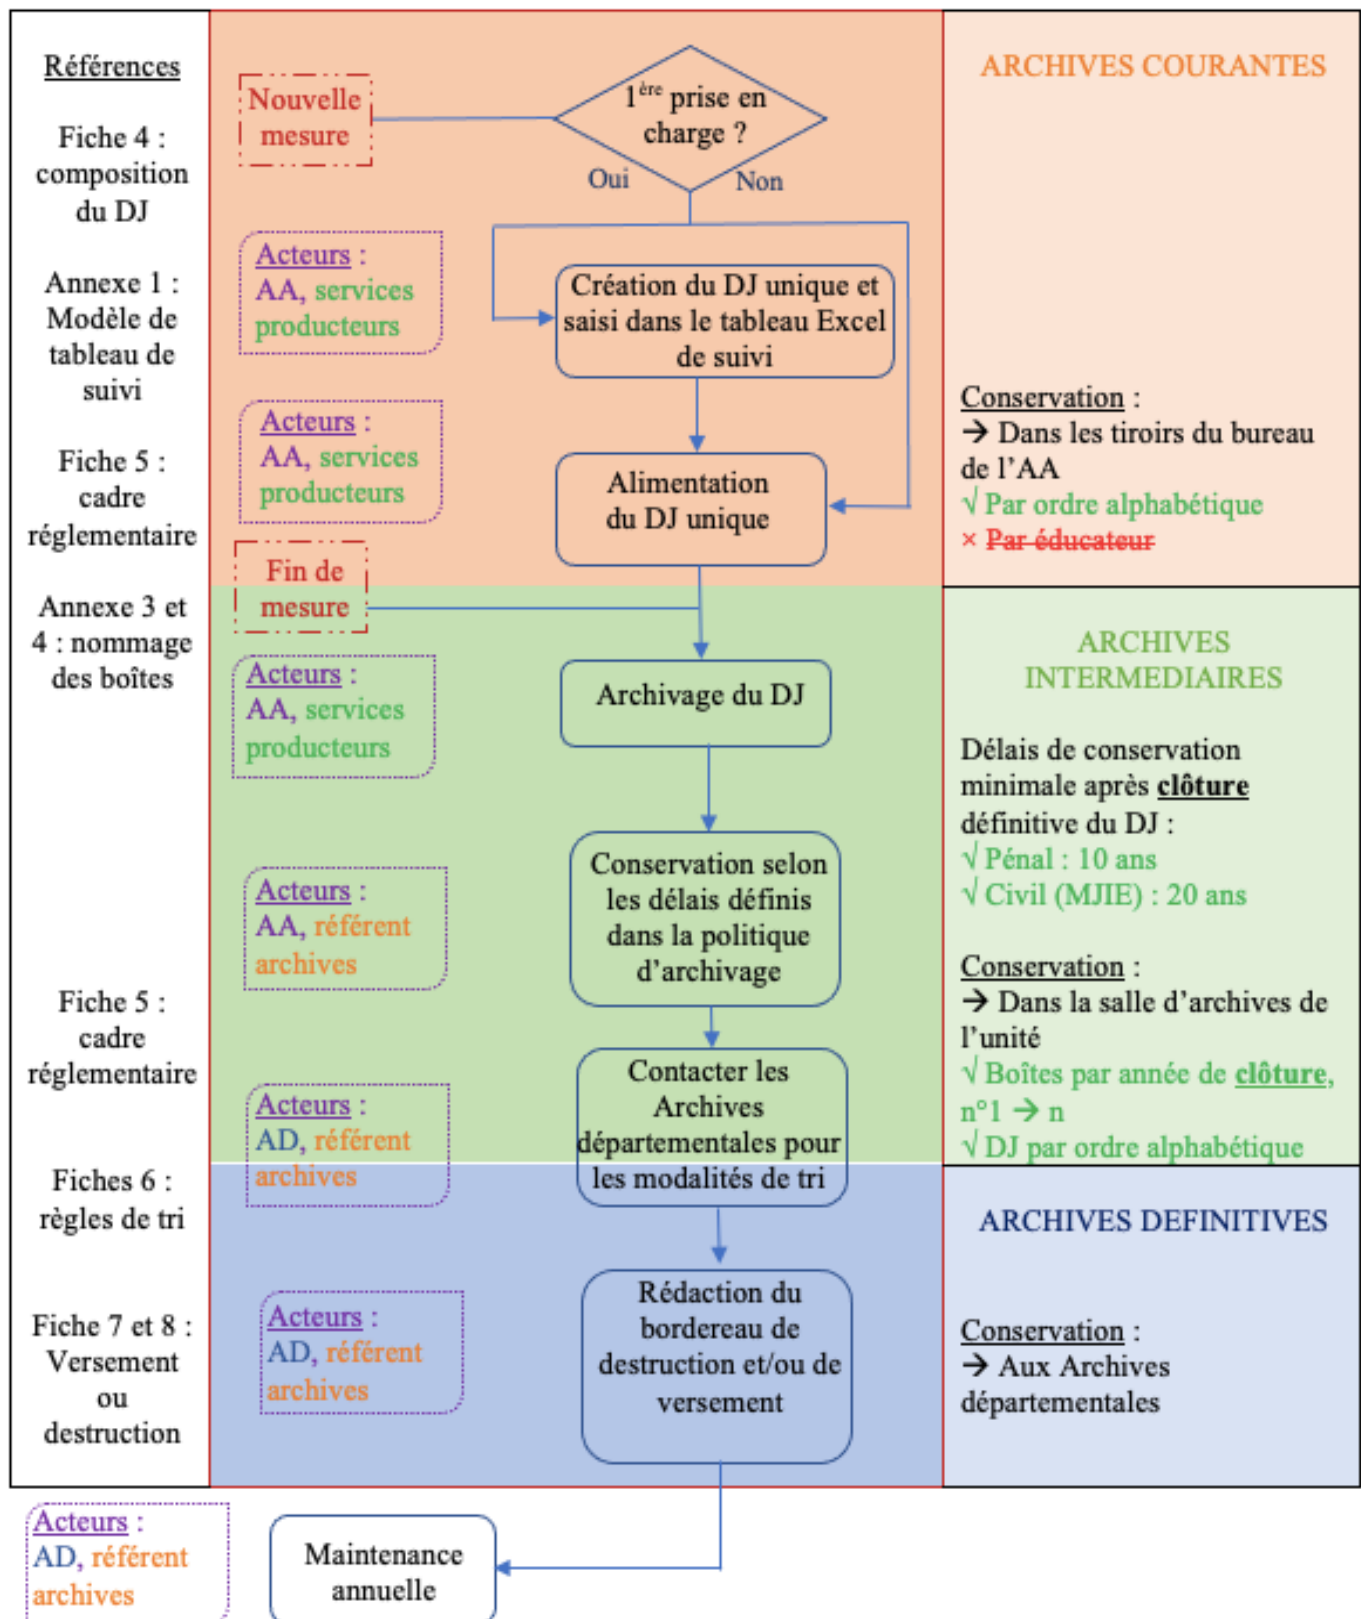 Références
Fiche 4 :
composition
du DJ
Annexe 1 :
Modèle de
tableau de
suivi
Fiche 5 :
cadre
réglementaire
Annexe 3 et
4 : nommage
des boîtes
Fiche 5 :
cadre
réglementaire
Fiches 6 :
règles de tri
Fiche 7 et 8 :
Versement
ou
destruction
Nouvelle
mesure
1ère prise en
charge ?
Oui
Non
Acteurs :
AA, services
producteurs
Création du DJ unique et
saisi dans le tableau Excel
de suivi
Acteurs :
AA, services
producteurs
Alimentation
du DJ unique
Fin de
mesure
Acteurs :
AA, services
producteurs
Archivage du DJ
Acteurs :
AA, référent
archives
Conservation selon
les délais définis
dans la politique
d'archivage
Acteurs :
AD, référent
archives
Contacter les
Archives
départementales pour
les modalités de tri
Acteurs :
AD, référent
archives
Rédaction du
bordereau de
destruction et/ou de
versement
ARCHIVES COURANTES
Conservation :
→ Dans les tiroirs du bureau
de l'AA
√ Par ordre alphabétique
× Par éducateur
ARCHIVES
INTERMEDIAIRES
Délais de conservation
minimale après clôture
définitive du DJ :
√ Pénal : 10 ans
√ Civil (MJIE) : 20 ans
Conservation :
→ Dans la salle d'archives de
l'unité
√ Boîtes par année de clôture,
n°1 → n
√ DJ par ordre alphabétique
ARCHIVES DEFINITIVES
Conservation :
→ Aux Archives
départementales
Acteurs :
AD, référent
archives
Maintenance
annuelle